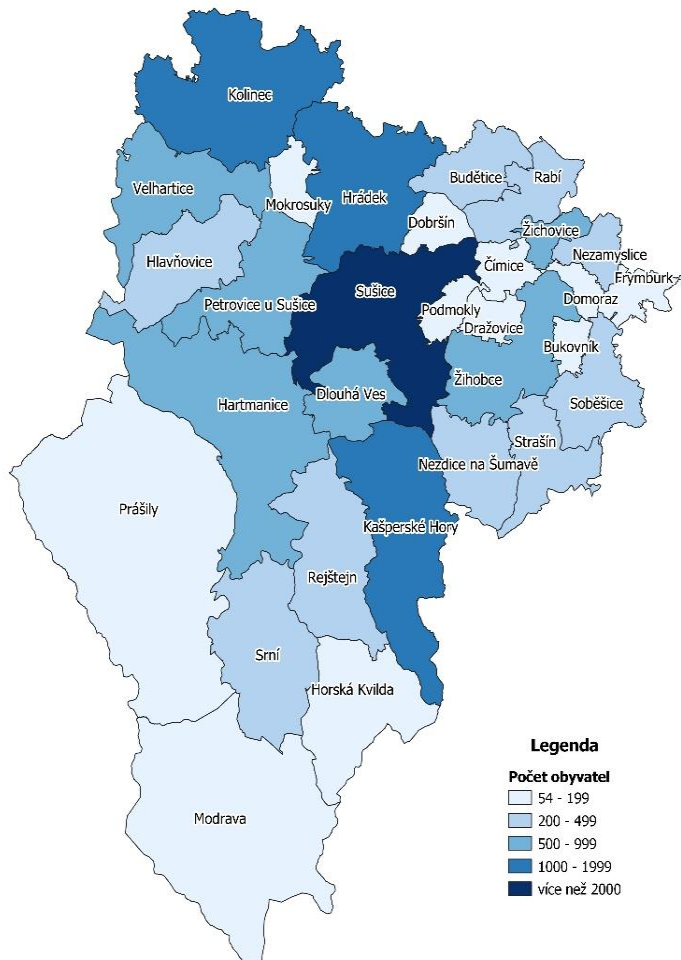 Kolinec
Velhartice
Mokrosuky
Hrádek
Budětice
Rabí
Dobršín
Žichovice
Nezamyslice
Hlavňovice
Čímice
Frymburk
Petrovice u Sušice
Sušice
Domoraz
Podmokly
Dražovice
Bukovník
Hartmanice
Dlouhá Ves
Žihobce
Soběšice
Strašín
Nezdice na Šumavě
Prášily
Kašperské Hory
Rejštejn
Srní
Horská Kvilda
Modrava
Legenda
Počet obyvatel
54 - 199
200 - 499
500 - 999
1000 - 1999
více než 2000